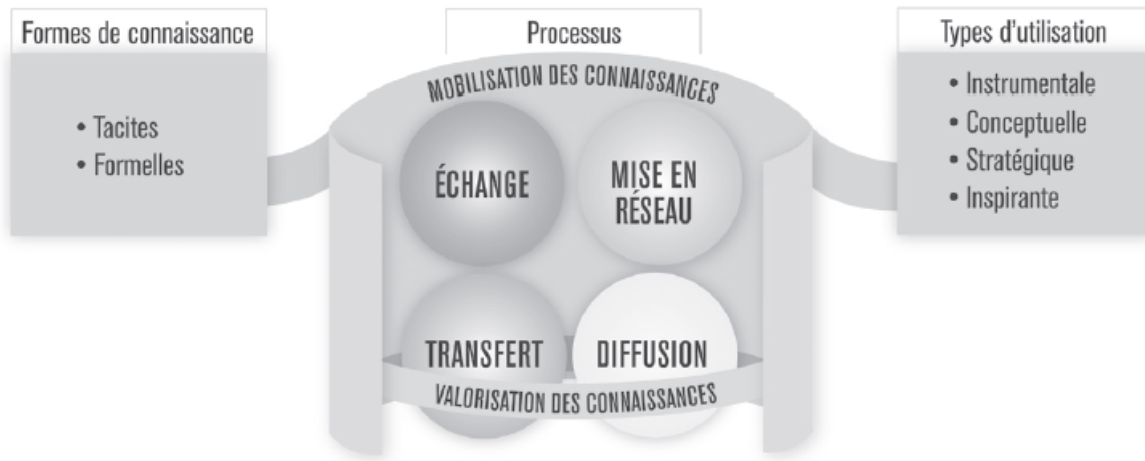 Formes de connaissance
• Tacites
• Formelles
Processus
MOBILISATION DES CONNAISSANCES
ÉCHANGE
MISE EN
RÉSEAU
TRANSFERT
DIFFUSION
VALORISATION DES CONNAISSANCES
Types d'utilisation
• Instrumentale
• Conceptuelle
• Stratégique
• Inspirante